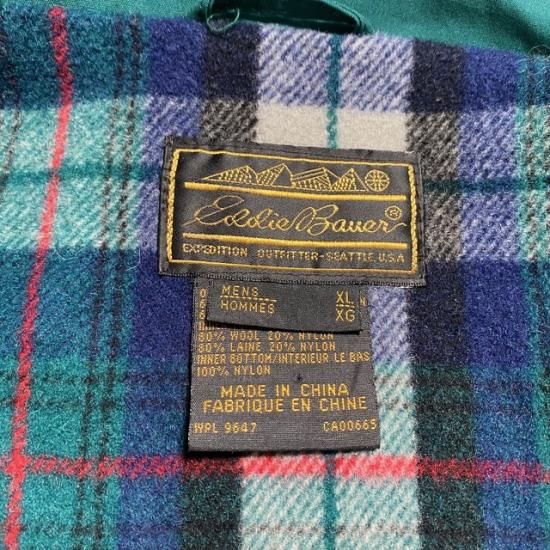 Eddie Bauer®
EXPEDITION OUTFITTER-SEATTLE, U.S.A
MENS XL
HOMMES XG
80% WOOL 20% NYLON
80% LAINE 20% NYLON
INNER BOTTOM/INTERIEUR LE BAS
100% NYLON
MADE IN CHINA
FABRIQUE EN CHINE
WPL 9647 CA00665